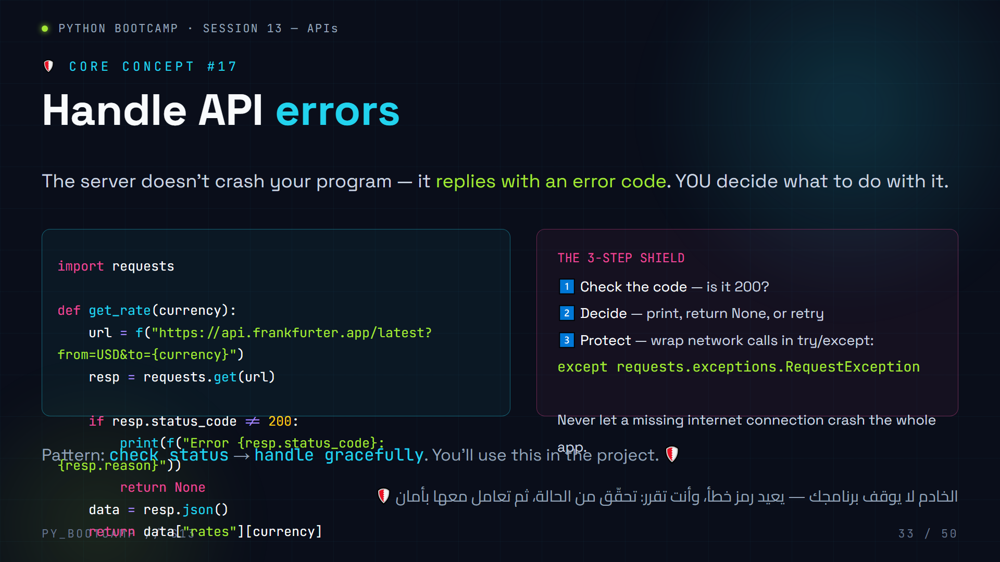 PYTHON BOOTCAMP · SESSION 13 — APIs
CORE CONCEPT #17
Handle API errors
The server doesn’t crash your program — it replies with an error code. YOU decide what to do with it.
import requests
def get_rate(currency):
    url = f("https://api.frankfurter.app/latest?
from=USD&to={currency}")
    resp = requests.get(url)
    if resp.status_code != 200:
        print(f("Error {resp.status_code}:
{resp.reason}"))
        return None
    data = resp.json()
    return data["rates"][currency]
THE 3-STEP SHIELD
1 Check the code — is it 200?
2 Decide — print, return None, or retry
3 Protect — wrap network calls in try/except:
except requests.exceptions.RequestException
Never let a missing internet connection crash the whole
app.
Pattern: check status → handle gracefully. You’ll use this in the project.
الخادم لا يوقف برنامجك — يعيد رمز خطأ، وأنت تقرر: تحقّق من الحالة، ثم تعامل معها بأمان
PY_BOOTCAMP // S13
33 / 50